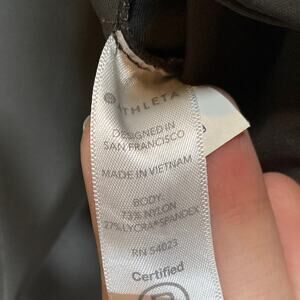 ATHLETA
DESIGNED IN
SAN FRANCISCO
MADE IN VIETNAM
BODY:
73% NYLON
27% LYCRA® SPANDEX
RN 54023
Certified